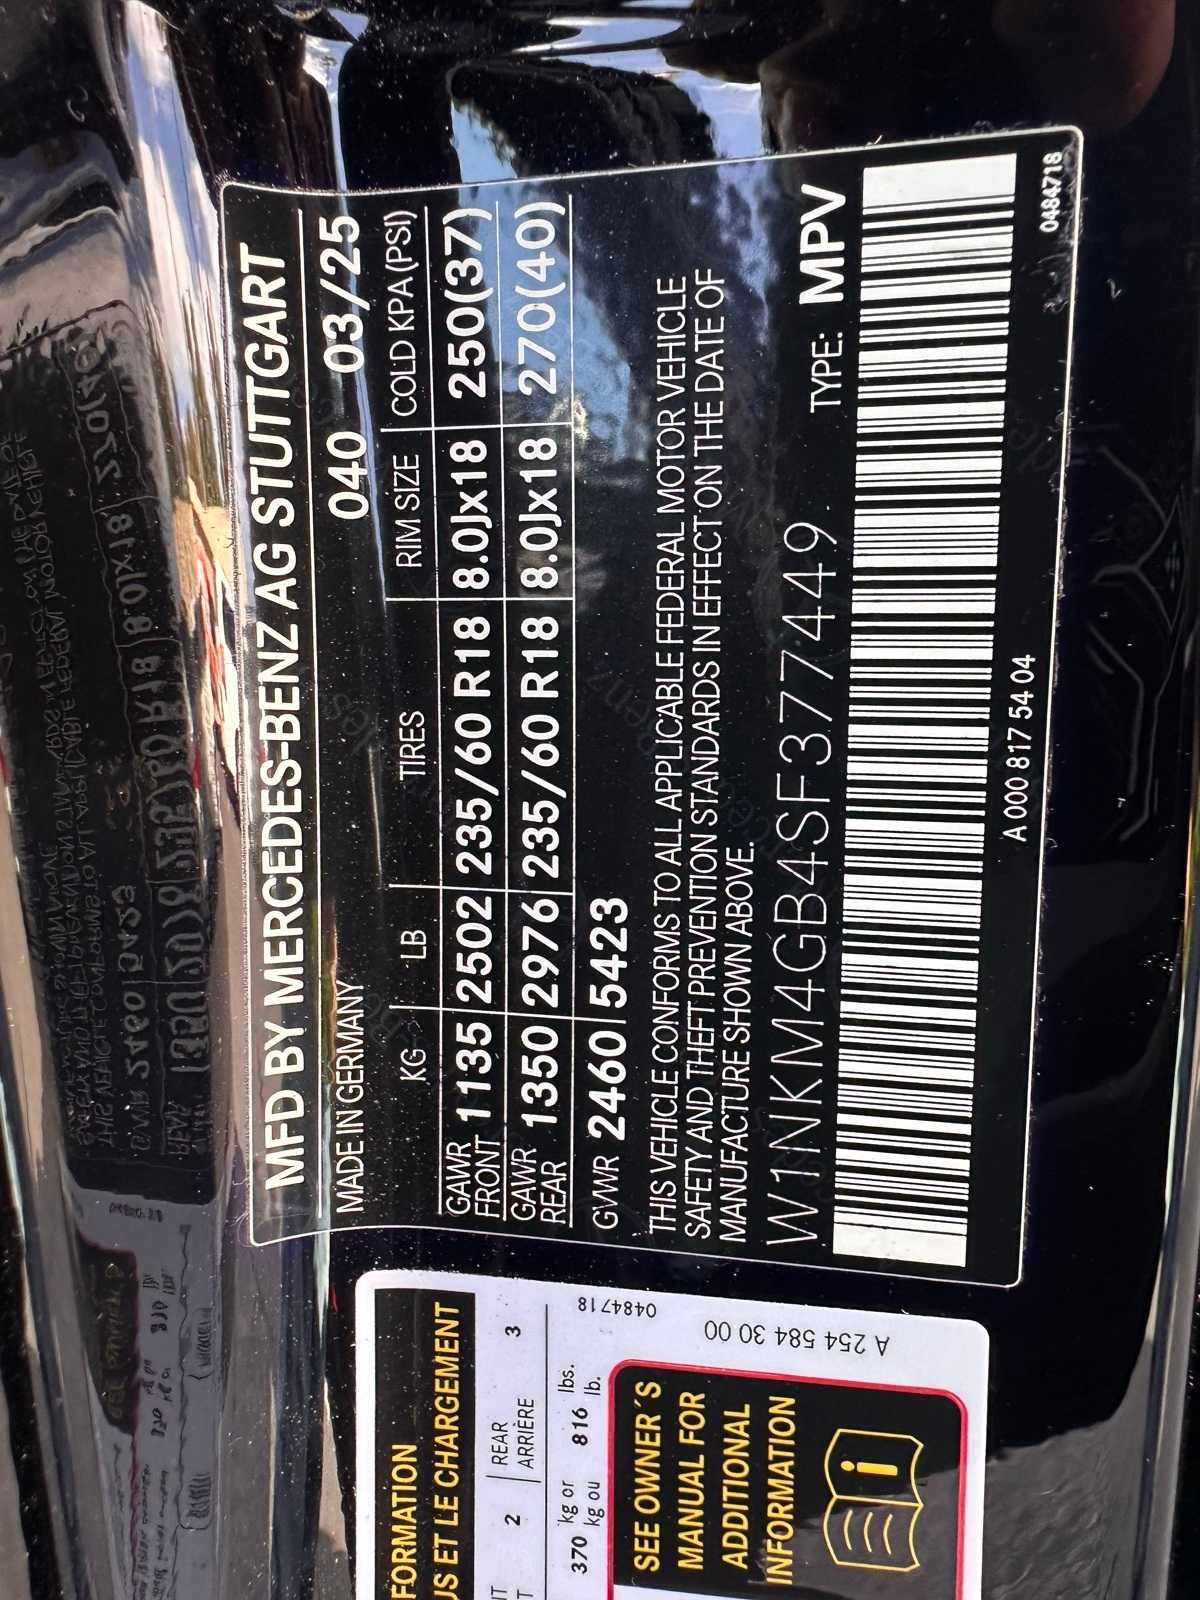 MFD BY MERCEDES-BENZ AG STUTTGART
MADE IN GERMANY 040 03/25
KG LB TIRES RIM SIZE COLD KPA (PSI)
GAWR FRONT 1135 2502 235/60 R18 8.0Jx18 250(37)
GAWR REAR 1350 2976 235/60 R18 8.0Jx18 270(40)
GVWR 2460 5423
THIS VEHICLE CONFORMS TO ALL APPLICABLE FEDERAL MOTOR VEHICLE
SAFETY AND THEFT PREVENTION STANDARDS IN EFFECT ON THE DATE OF
MANUFACTURE SHOWN ABOVE.
W1NKM4GB4SF377449 TYPE: MPV
A 000 817 54 04
0484718
FORMATION
US ET LE CHARGEMENT
2 REAR 3
ARRIÈRE
370 kg or 816 lbs.
kg ou lb.
SEE OWNER´S
MANUAL FOR
ADDITIONAL
INFORMATION
0484718
A 254 584 30 00